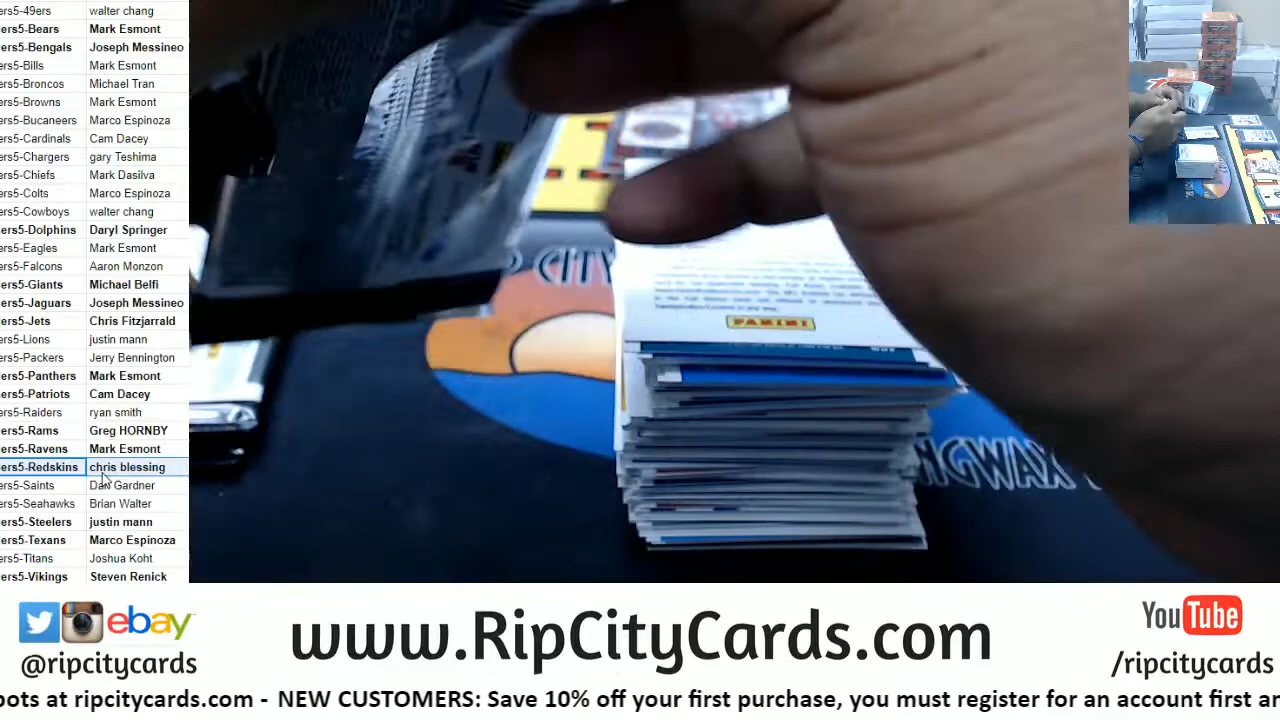 ers5-49ers walter chang
ers5-Bears Mark Esmont
ers5-Bengals Joseph Messineo
ers5-Bills Mark Esmont
ers5-Broncos Michael Tran
ers5-Browns Mark Esmont
ers5-Bucaneers Marco Espinoza
ers5-Cardinals Cam Dacey
ers5-Chargers gary Teshima
ers5-Chiefs Mark Dasilva
ers5-Colts Marco Espinoza
ers5-Cowboys walter chang
ers5-Dolphins Daryl Springer
ers5-Eagles Mark Esmont
ers5-Falcons Aaron Monzon
ers5-Giants Michael Belfi
ers5-Jaguars Joseph Messineo
ers5-Jets Chris Fitzjarrald
ers5-Lions justin mann
ers5-Packers Jerry Bennington
ers5-Panthers Mark Esmont
ers5-Patriots Cam Dacey
ers5-Raiders ryan smith
ers5-Rams Greg HORNBY
ers5-Ravens Mark Esmont
ers5-Redskins chris blessing
ers5-Saints Dan Gardner
ers5-Seahawks Brian Walter
ers5-Steelers justin mann
ers5-Texans Marco Espinoza
ers5-Titans Joshua Koht
ers5-Vikings Steven Renick
P CITY
PANINI
NGWAX
ebay
@ripcitycards
www.RipCityCards.com
YouTube
/ripcitycards
pots at ripcitycards.com - NEW CUSTOMERS: Save 10% off your first purchase, you must register for an account first an